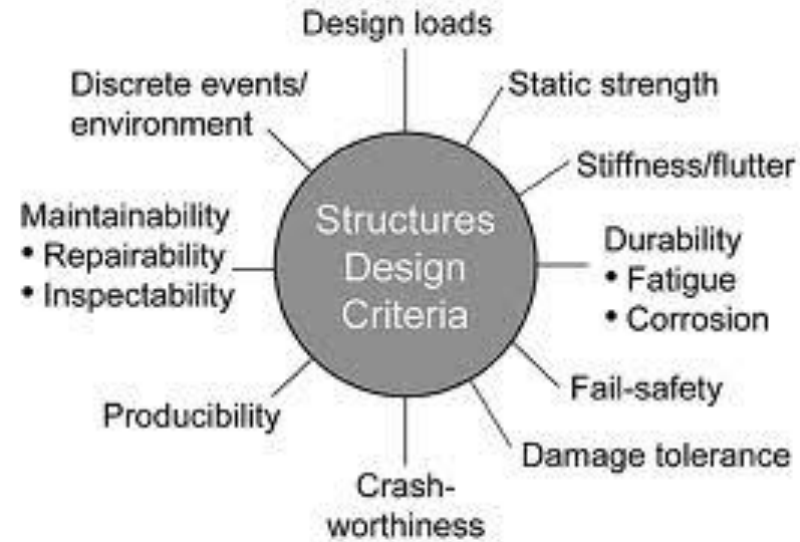 Design loads
Static strength
Stiffness/flutter
Durability
• Fatigue
• Corrosion
Fail-safety
Damage tolerance
Crash-
worthiness
Producibility
Maintainability
• Repairability
• Inspectability
Discrete events/
environment
Structures
Design
Criteria